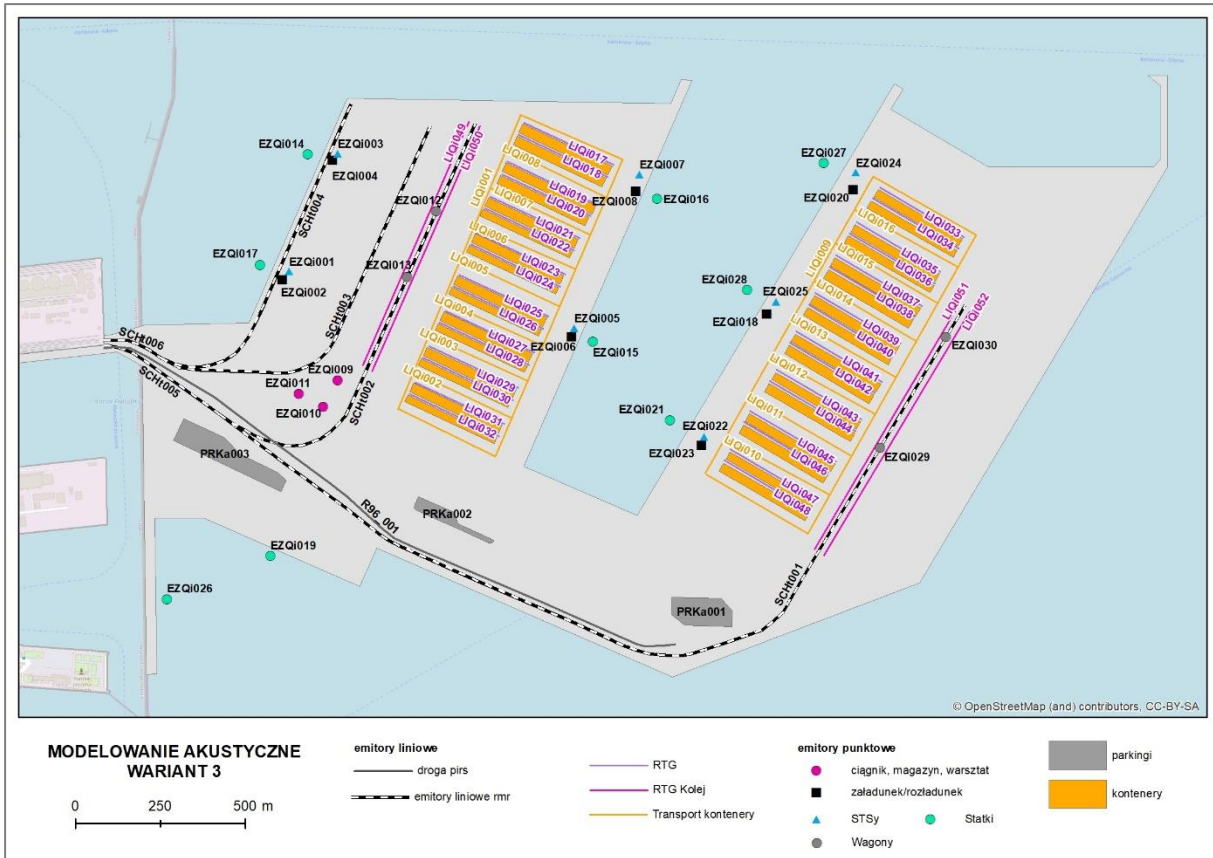 EZQi014
EZQi003
EZQi004
SCHt004
EZQi017
EZQi001
EZQi002
SCHt003
SCHt006
SCHt005
EZQi009
EZQi011
EZQi010
SCHt002
PRKa003
R96_001
PRKa002
EZQi019
EZQi026
LIQi049
LIQi050
EZQi012
EZQi013
LIQi001
LIQi008
LIQi007
LIQi006
LIQi005
LIQi004
LIQi003
LIQi002
LIQi017
LIQi018
LIQi019
LIQi020
LIQi021
LIQi022
LIQi023
LIQi024
LIQi025
LIQi026
LIQi027
LIQi028
LIQi029
LIQi030
LIQi031
LIQi032
EZQi007
EZQi008
EZQi016
EZQi005
EZQi006
EZQi015
EZQi027
EZQi024
EZQi020
EZQi028
EZQi025
EZQi018
EZQi021
EZQi022
EZQi023
LIQi009
LIQi016
LIQi015
LIQi014
LIQi013
LIQi012
LIQi011
LIQi010
LIQi033
LIQi034
LIQi035
LIQi036
LIQi037
LIQi038
LIQi039
LIQi040
LIQi041
LIQi042
LIQi043
LIQi044
LIQi045
LIQi046
LIQi047
LIQi048
LIQi051
LIQi052
EZQi030
EZQi029
SCHt001
PRKa001
© OpenStreetMap (and) contributors, CC-BY-SA
MODELOWANIE AKUSTYCZNE
WARIANT 3
0 250 500 m
emitory liniowe
droga pirs
emitory liniowe rmr
RTG
RTG Kolej
Transport kontenery
emitory punktowe
ciągnik, magazyn, warsztat
załadunek/rozładunek
STSy
Statki
Wagony
parkingi
kontenery